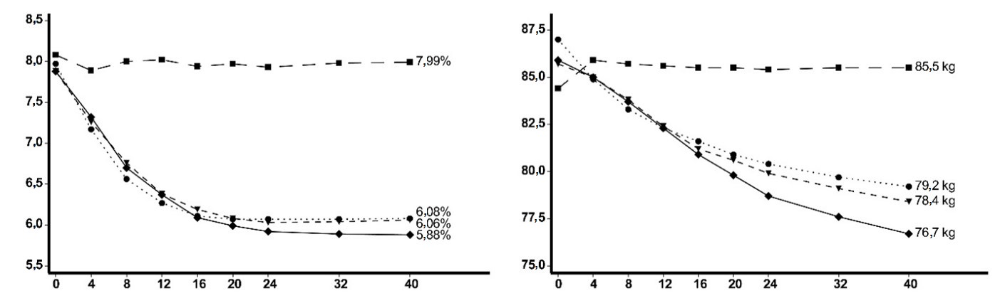 8,5
8,0
7,5
7,0
6,5
6,0
5,5
7,99%
6,08%
6,06%
5,88%
0 4 8 12 16 20 24 32 40
87,5
85,0
82,5
80,0
77,5
75,0
85,5 kg
79,2 kg
78,4 kg
76,7 kg
0 4 8 12 16 20 24 32 40